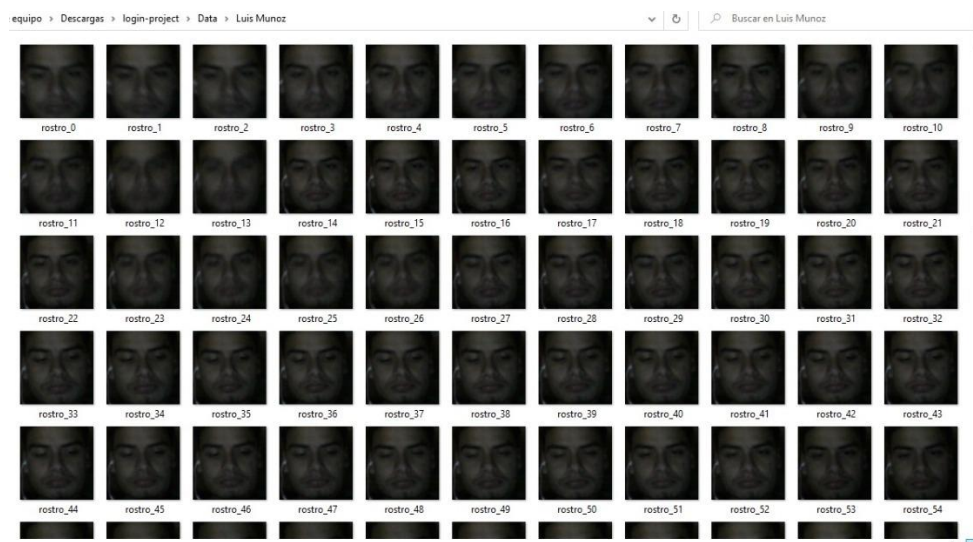 equipo > Descargas > login-project > Data > Luis Munoz
Buscar en Luis Munoz
rostro_0 rostro_1 rostro_2 rostro_3 rostro_4 rostro_5 rostro_6 rostro_7 rostro_8 rostro_9 rostro_10
rostro_11 rostro_12 rostro_13 rostro_14 rostro_15 rostro_16 rostro_17 rostro_18 rostro_19 rostro_20 rostro_21
rostro_22 rostro_23 rostro_24 rostro_25 rostro_26 rostro_27 rostro_28 rostro_29 rostro_30 rostro_31 rostro_32
rostro_33 rostro_34 rostro_35 rostro_36 rostro_37 rostro_38 rostro_39 rostro_40 rostro_41 rostro_42 rostro_43
rostro_44 rostro_45 rostro_46 rostro_47 rostro_48 rostro_49 rostro_50 rostro_51 rostro_52 rostro_53 rostro_54